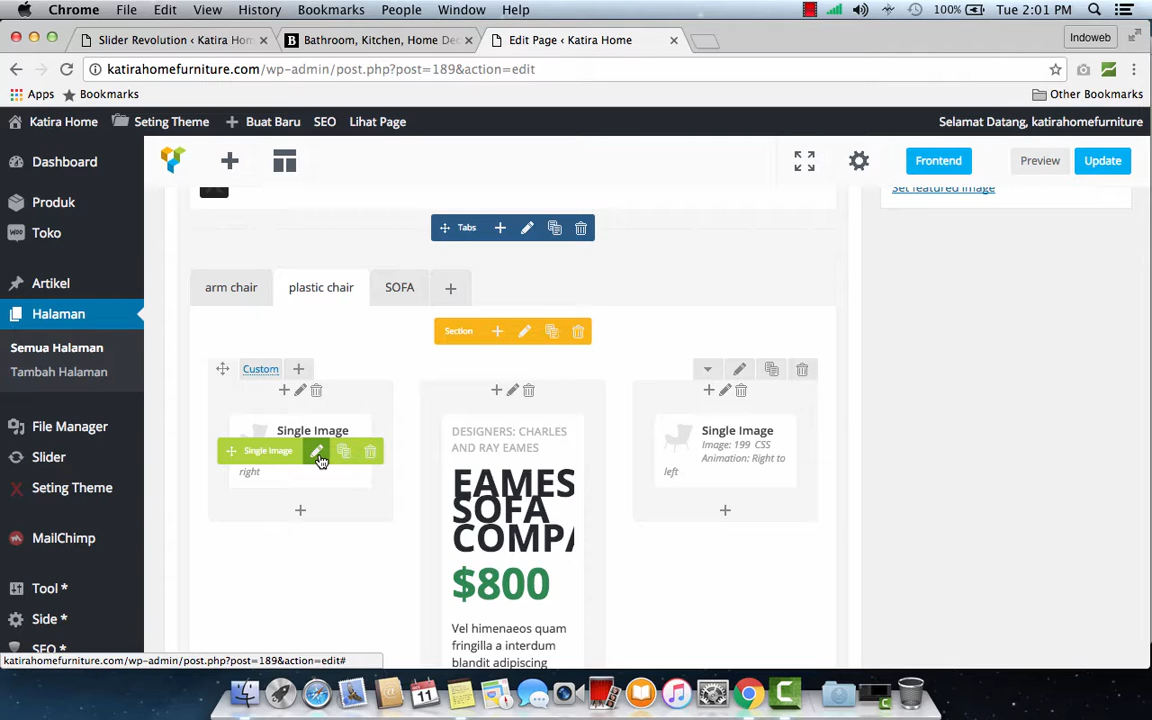 Chrome File Edit View History Bookmarks People Window Help 100% Tue 2:01 PM
Slider Revolution ‹ Katira Hom × Bathroom, Kitchen, Home Dec × Edit Page ‹ Katira Home Furniture × Indoweb
katirahomefurniture.com/wp-admin/post.php?post=189&action=edit
Apps Bookmarks Other Bookmarks
Katira Home Seting Theme + Buat Baru SEO Lihat Page Selamat Datang, katirahomefurniture
Dashboard
Produk
Toko
Artikel
Halaman
Semua Halaman
Tambah Halaman
File Manager
Slider
Seting Theme
MailChimp
Tool *
Side *
SEO *
Frontend Preview Update
Set featured image
Tabs
arm chair plastic chair SOFA +
Section
Custom +
Single Image
Single Image
right
DESIGNERS: CHARLES
AND RAY EAMES
EAMES
SOFA
COMPA
$800
Vel himenaeos quam
fringilla a interdum
blandit adipiscing
Single Image
Image: 199 CSS
Animation: Right to
left
katirahomefurniture.com/wp-admin/post.php?post=189&action=edit#
11